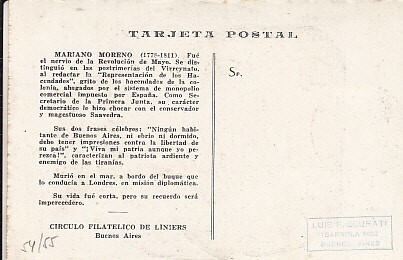 TARJETA POSTAL
MARIANO MORENO (1778-1811). Fué
el nervio de la Revolución de Mayo. Se dis-
tinguió en las postrimerías del Virreynato,
al redactar la "Representación de los Ha-
cendados", grito de los hacendados de la co-
lonia, ahogados por el sistema de monopolio
comercial impuesto por España. Como Se-
cretario de la Primera Junta, su carácter
democrático le hizo chocar con el conservador
y magestuoso Saavedra.
Sus dos frases célebres: "Ningún habi-
tante de Buenos Aires, ni ebrio ni dormido,
debe tener impresiones contra la libertad de
su país" y "¡Viva mi patria aunque yo pe-
rezca!", caracterizan al patriota ardiente y
enemigo de las tiranías.
Murió en el mar, a bordo del buque que
lo conducía a Londres, en misión diplomática.
Su vida fué corta, pero su recuerdo será
imperecedero.
CIRCULO FILATELICO DE LINIERS
Buenos Aires
Sr.
54/55
LUIS
BUENOS AIRES